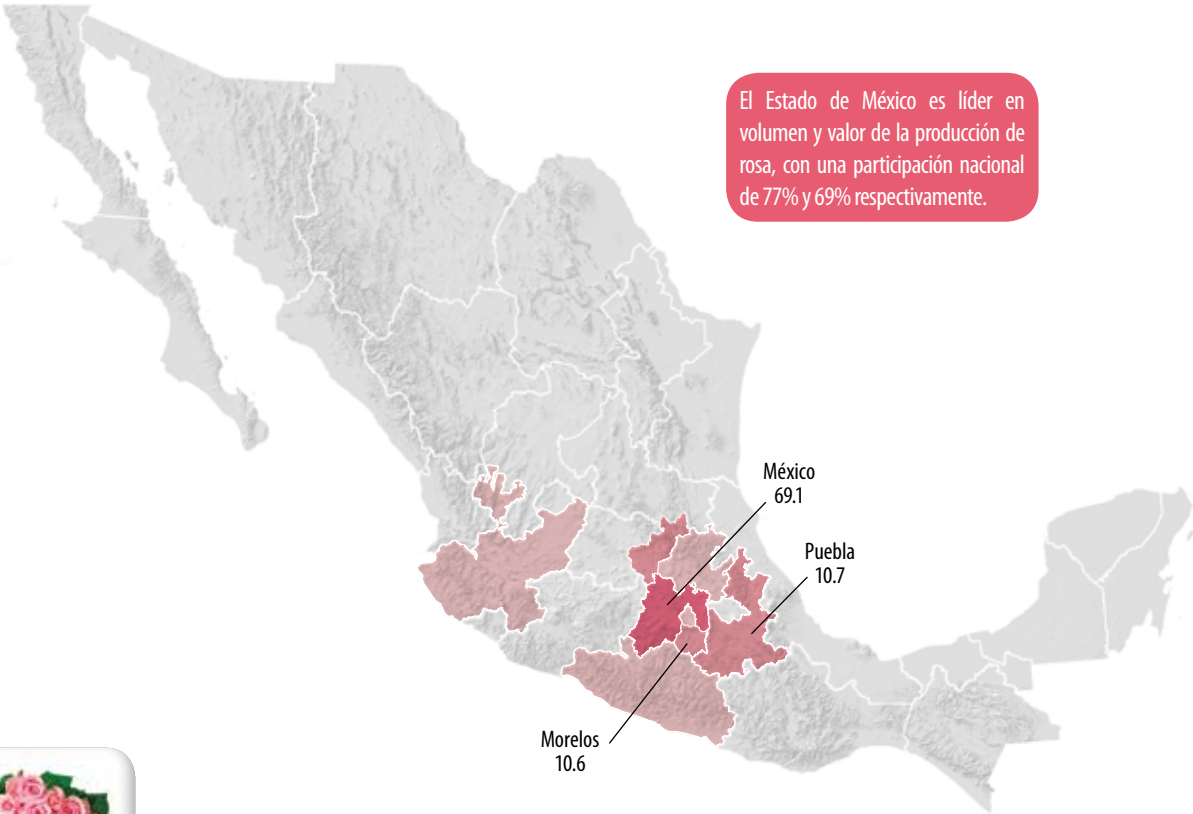 El Estado de México es líder en
volumen y valor de la producción de
rosa, con una participación nacional
de 77% y 69% respectivamente.
México
69.1
Puebla
10.7
Morelos
10.6